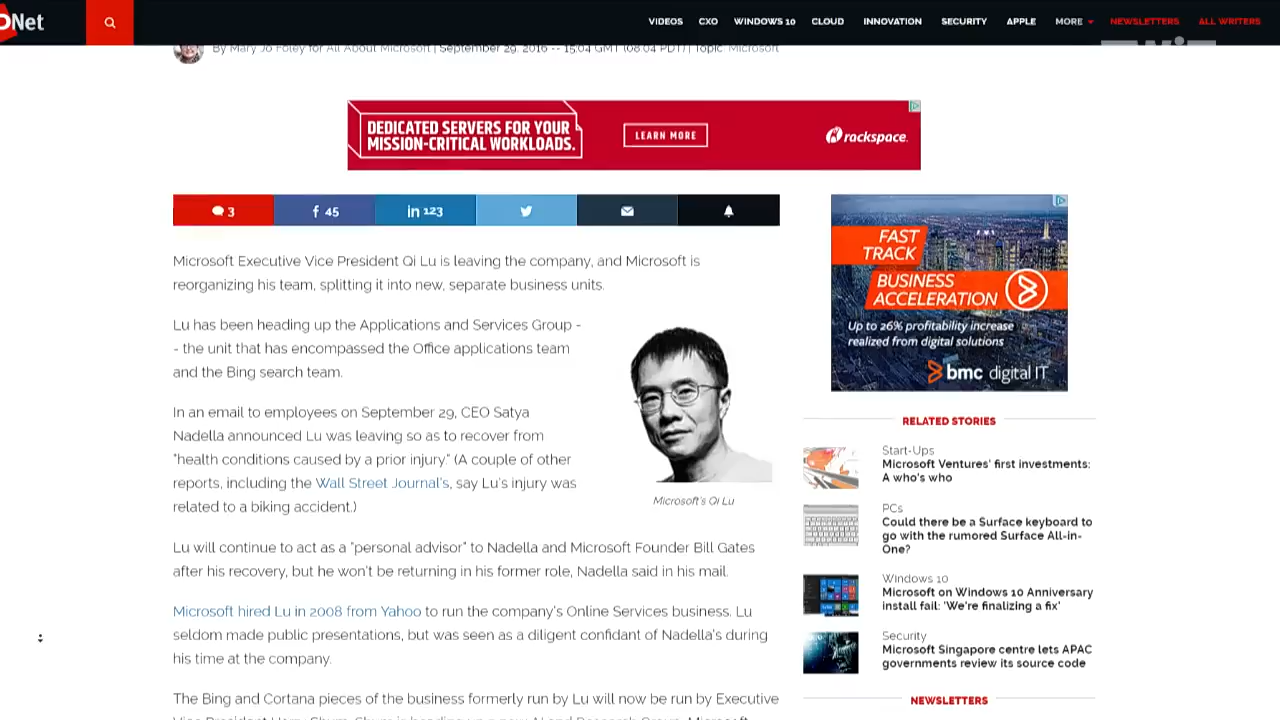 Net
VIDEOS CXO WINDOWS 10 CLOUD INNOVATION SECURITY APPLE MORE NEWSLETTERS ALL WRITERS
By Mary Jo Foley for All About Microsoft | September 29, 2016 -- 15:04 GMT (08:04 PDT) | Topic: Microsoft
DEDICATED SERVERS FOR YOUR
MISSION-CRITICAL WORKLOADS.
LEARN MORE
rackspace.
3 45 in 123
Microsoft Executive Vice President Qi Lu is leaving the company, and Microsoft is
reorganizing his team, splitting it into new, separate business units.
Lu has been heading up the Applications and Services Group -
- the unit that has encompassed the Office applications team
and the Bing search team.
In an email to employees on September 29, CEO Satya
Nadella announced Lu was leaving so as to recover from
"health conditions caused by a prior injury." (A couple of other
reports, including the Wall Street Journal's, say Lu's injury was
related to a biking accident.)
Microsoft's Qi Lu
Lu will continue to act as a "personal advisor" to Nadella and Microsoft Founder Bill Gates
after his recovery, but he won't be returning in his former role, Nadella said in his mail.
Microsoft hired Lu in 2008 from Yahoo to run the company's Online Services business. Lu
seldom made public presentations, but was seen as a diligent confidant of Nadella's during
his time at the company.
The Bing and Cortana pieces of the business formerly run by Lu will now be run by Executive
Vice President Harry Shum. Shum is heading up a new AI and Research Group. Microsoft
FAST
TRACK
BUSINESS
ACCELERATION
Up to 26% profitability increase
realized from digital solutions
bmc digital IT
RELATED STORIES
Start-Ups
Microsoft Ventures' first investments:
A who's who
PCs
Could there be a Surface keyboard to
go with the rumored Surface All-in-
One?
Windows 10
Microsoft on Windows 10 Anniversary
install fail: 'We're finalizing a fix'
Security
Microsoft Singapore centre lets APAC
governments review its source code
NEWSLETTERS